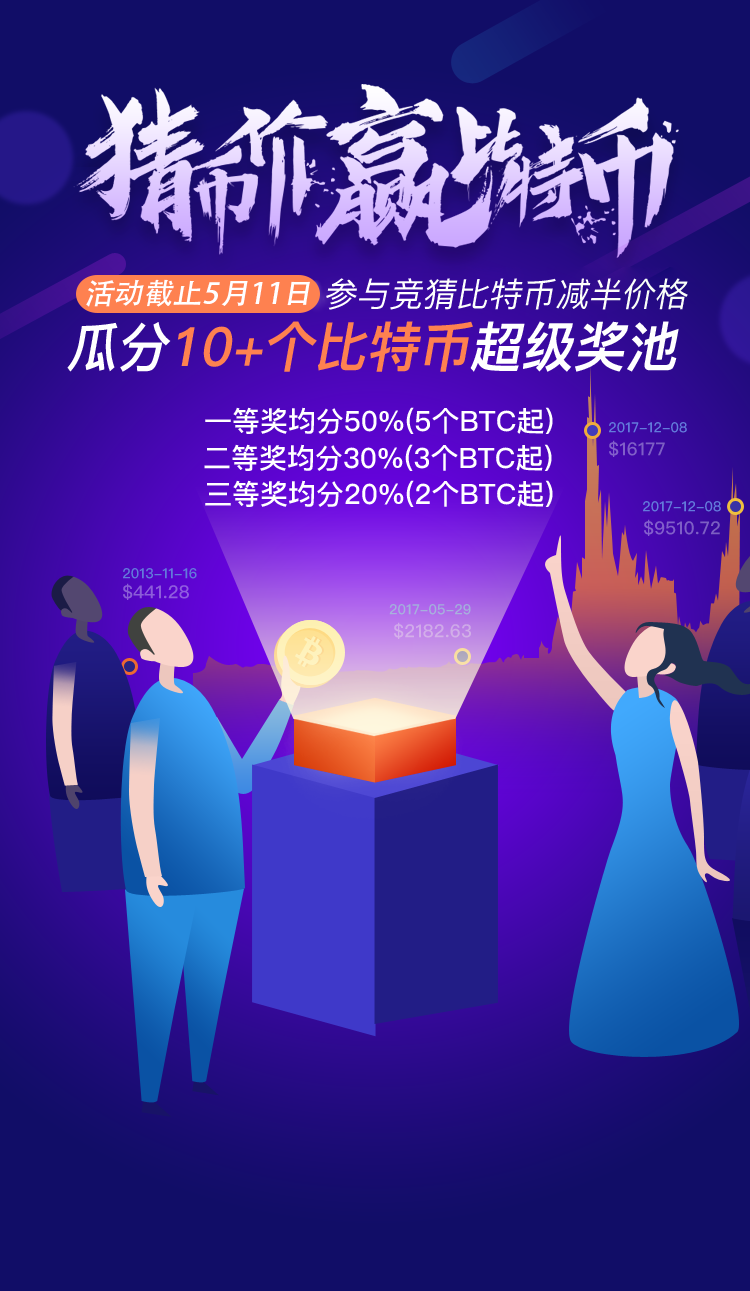 猜币价赢比特币
活动截止5月11日 参与竞猜比特币减半价格
瓜分10+个比特币超级奖池
一等奖均分50%(5个BTC起)
二等奖均分30%(3个BTC起)
三等奖均分20%(2个BTC起)
2017-12-08
$16177
2017-12-08
$9510.72
2013-11-16
$441.28
2017-05-29
$2182.63